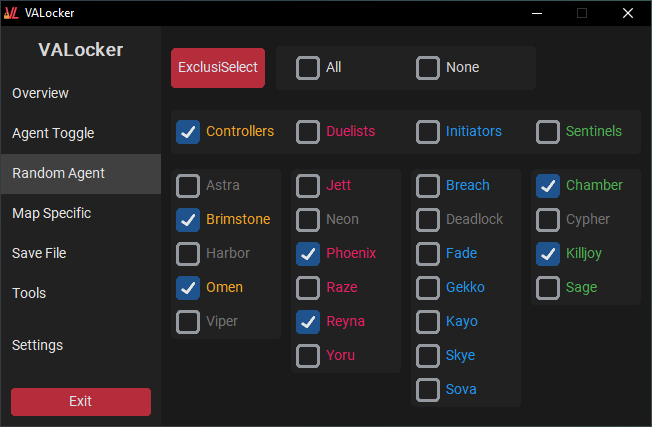 VALocker
VALocker
Overview
Agent Toggle
Random Agent
Map Specific
Save File
Tools
Settings
Exit
ExclusiSelect
All
None
Controllers
Duelists
Initiators
Sentinels
Astra
Brimstone
Harbor
Omen
Viper
Jett
Neon
Phoenix
Raze
Reyna
Yoru
Breach
Deadlock
Fade
Gekko
Kayo
Skye
Sova
Chamber
Cypher
Killjoy
Sage